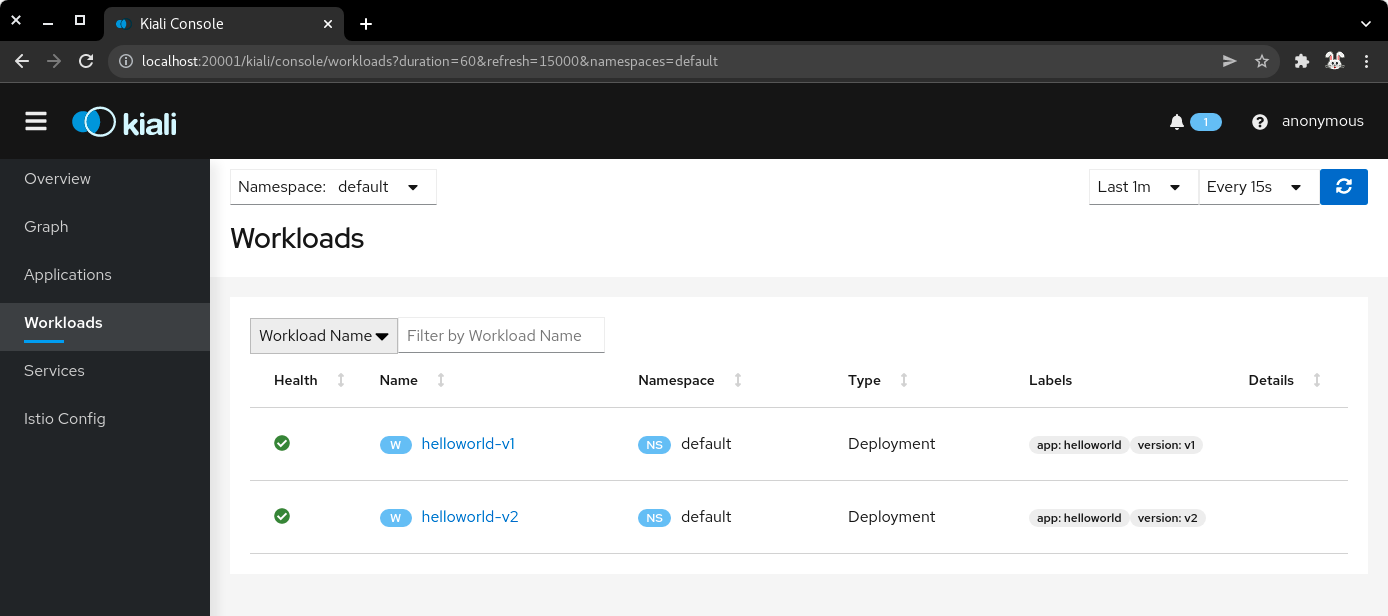 Kiali Console
localhost:20001/kiali/console/workloads?duration=60&refresh=15000&namespaces=default
kiali
1
anonymous
Overview
Graph
Applications
Workloads
Services
Istio Config
Namespace: default
Last 1m
Every 15s
Workloads
Workload Name
Filter by Workload Name
Health Name Namespace Type Labels Details
W helloworld-v1 NS default Deployment app: helloworld version: v1
W helloworld-v2 NS default Deployment app: helloworld version: v2